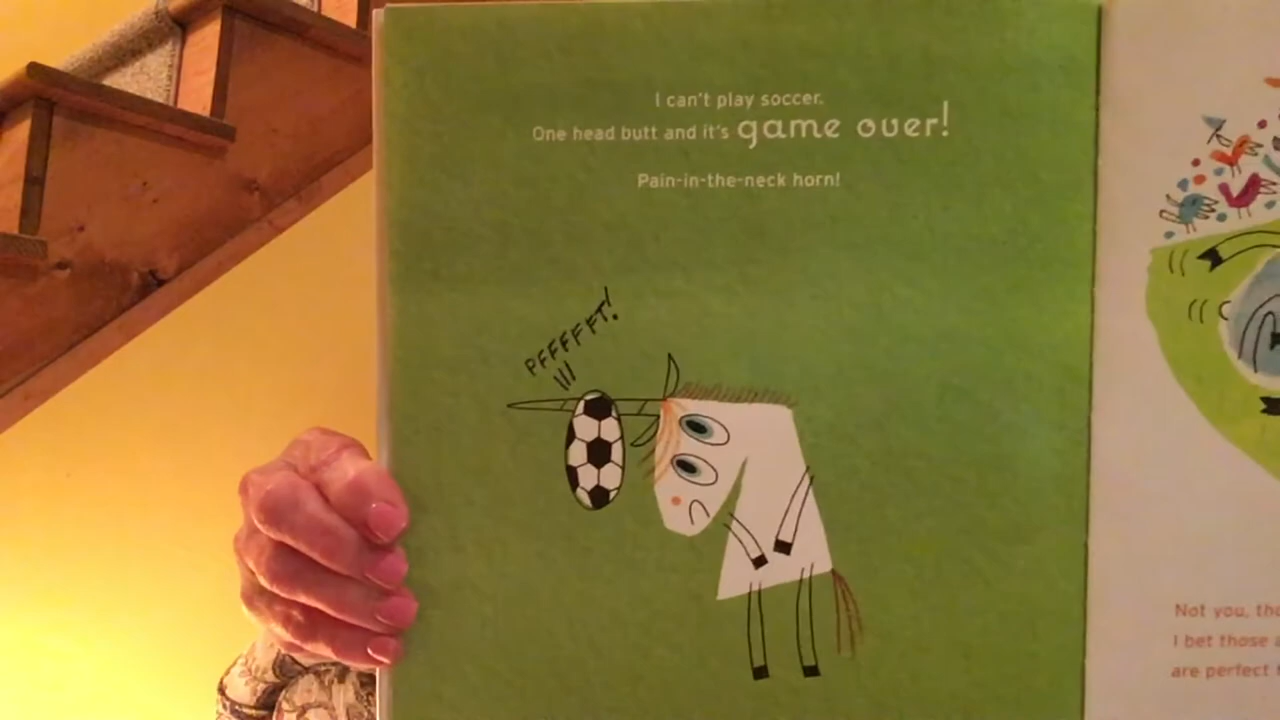 I can't play soccer.
One head butt and it's game over!
Pain-in-the-neck horn!
PFFFFFT!
Not you, 
I bet those
are perfect